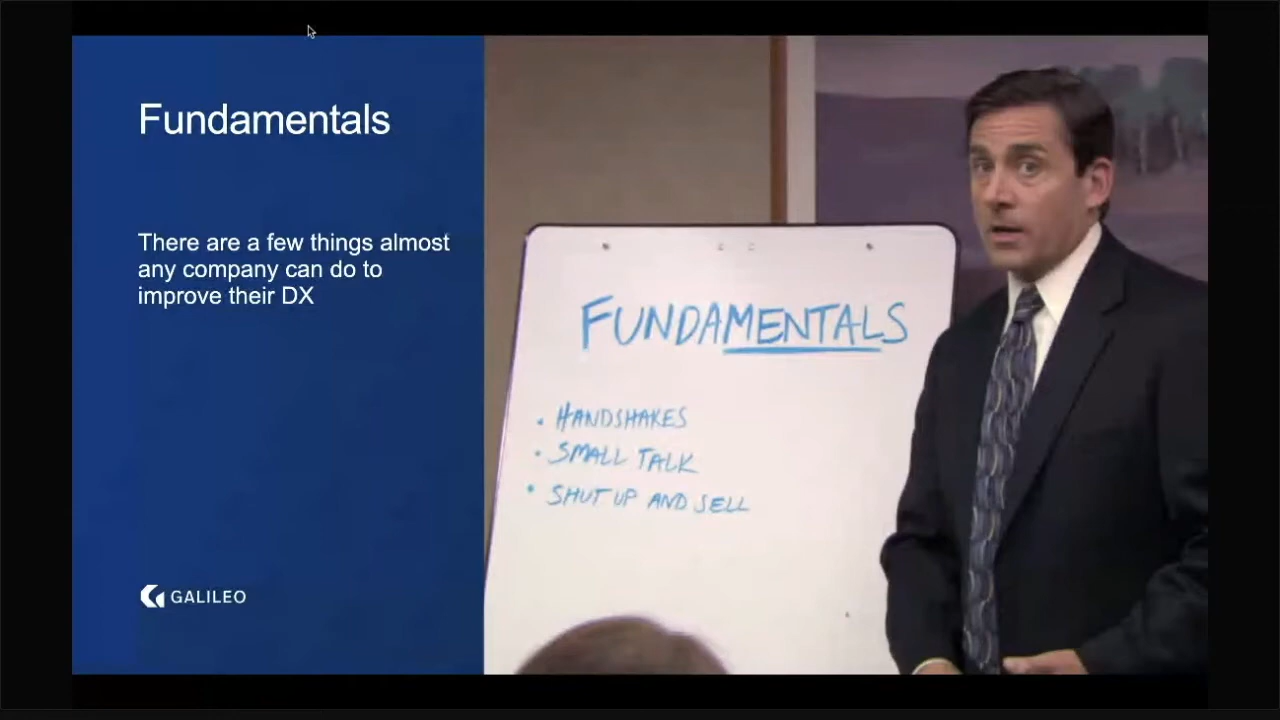 Fundamentals
There are a few things almost
any company can do to
improve their DX
GALILEO
FUNDAMENTALS
• HANDSHAKES
• SMALL TALK
• SHUT UP AND SELL